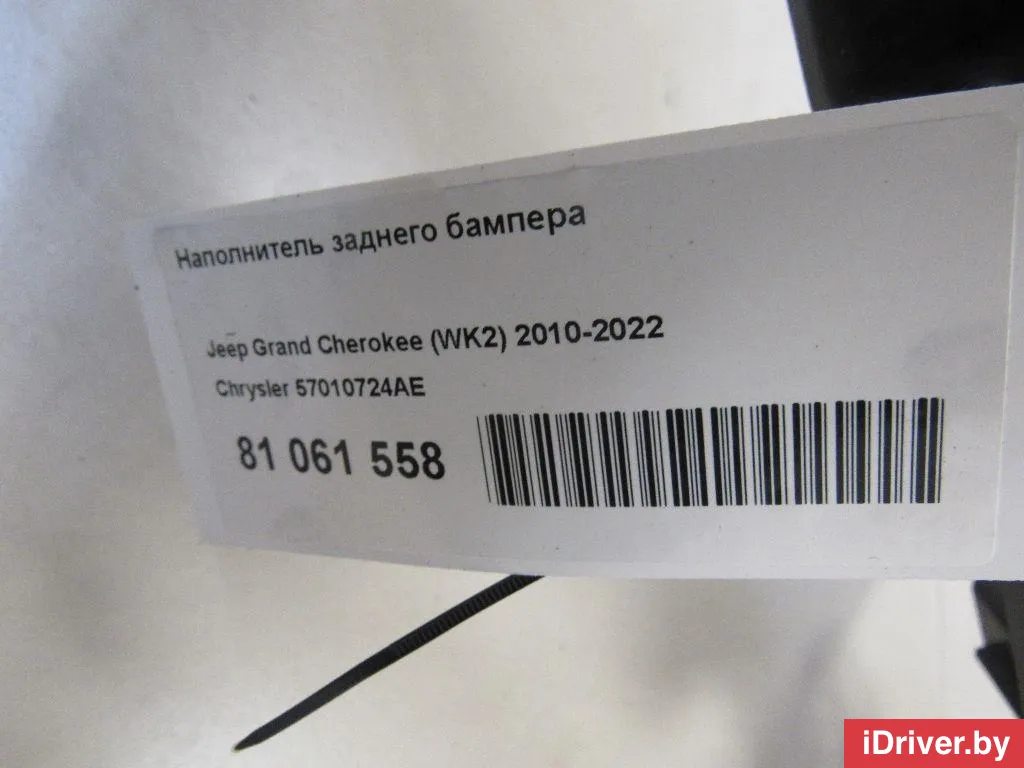 Наполнитель заднего бампера
Jeep Grand Cherokee (WK2) 2010-2022
Chrysler 57010724AE
81 061 558
iDriver.by